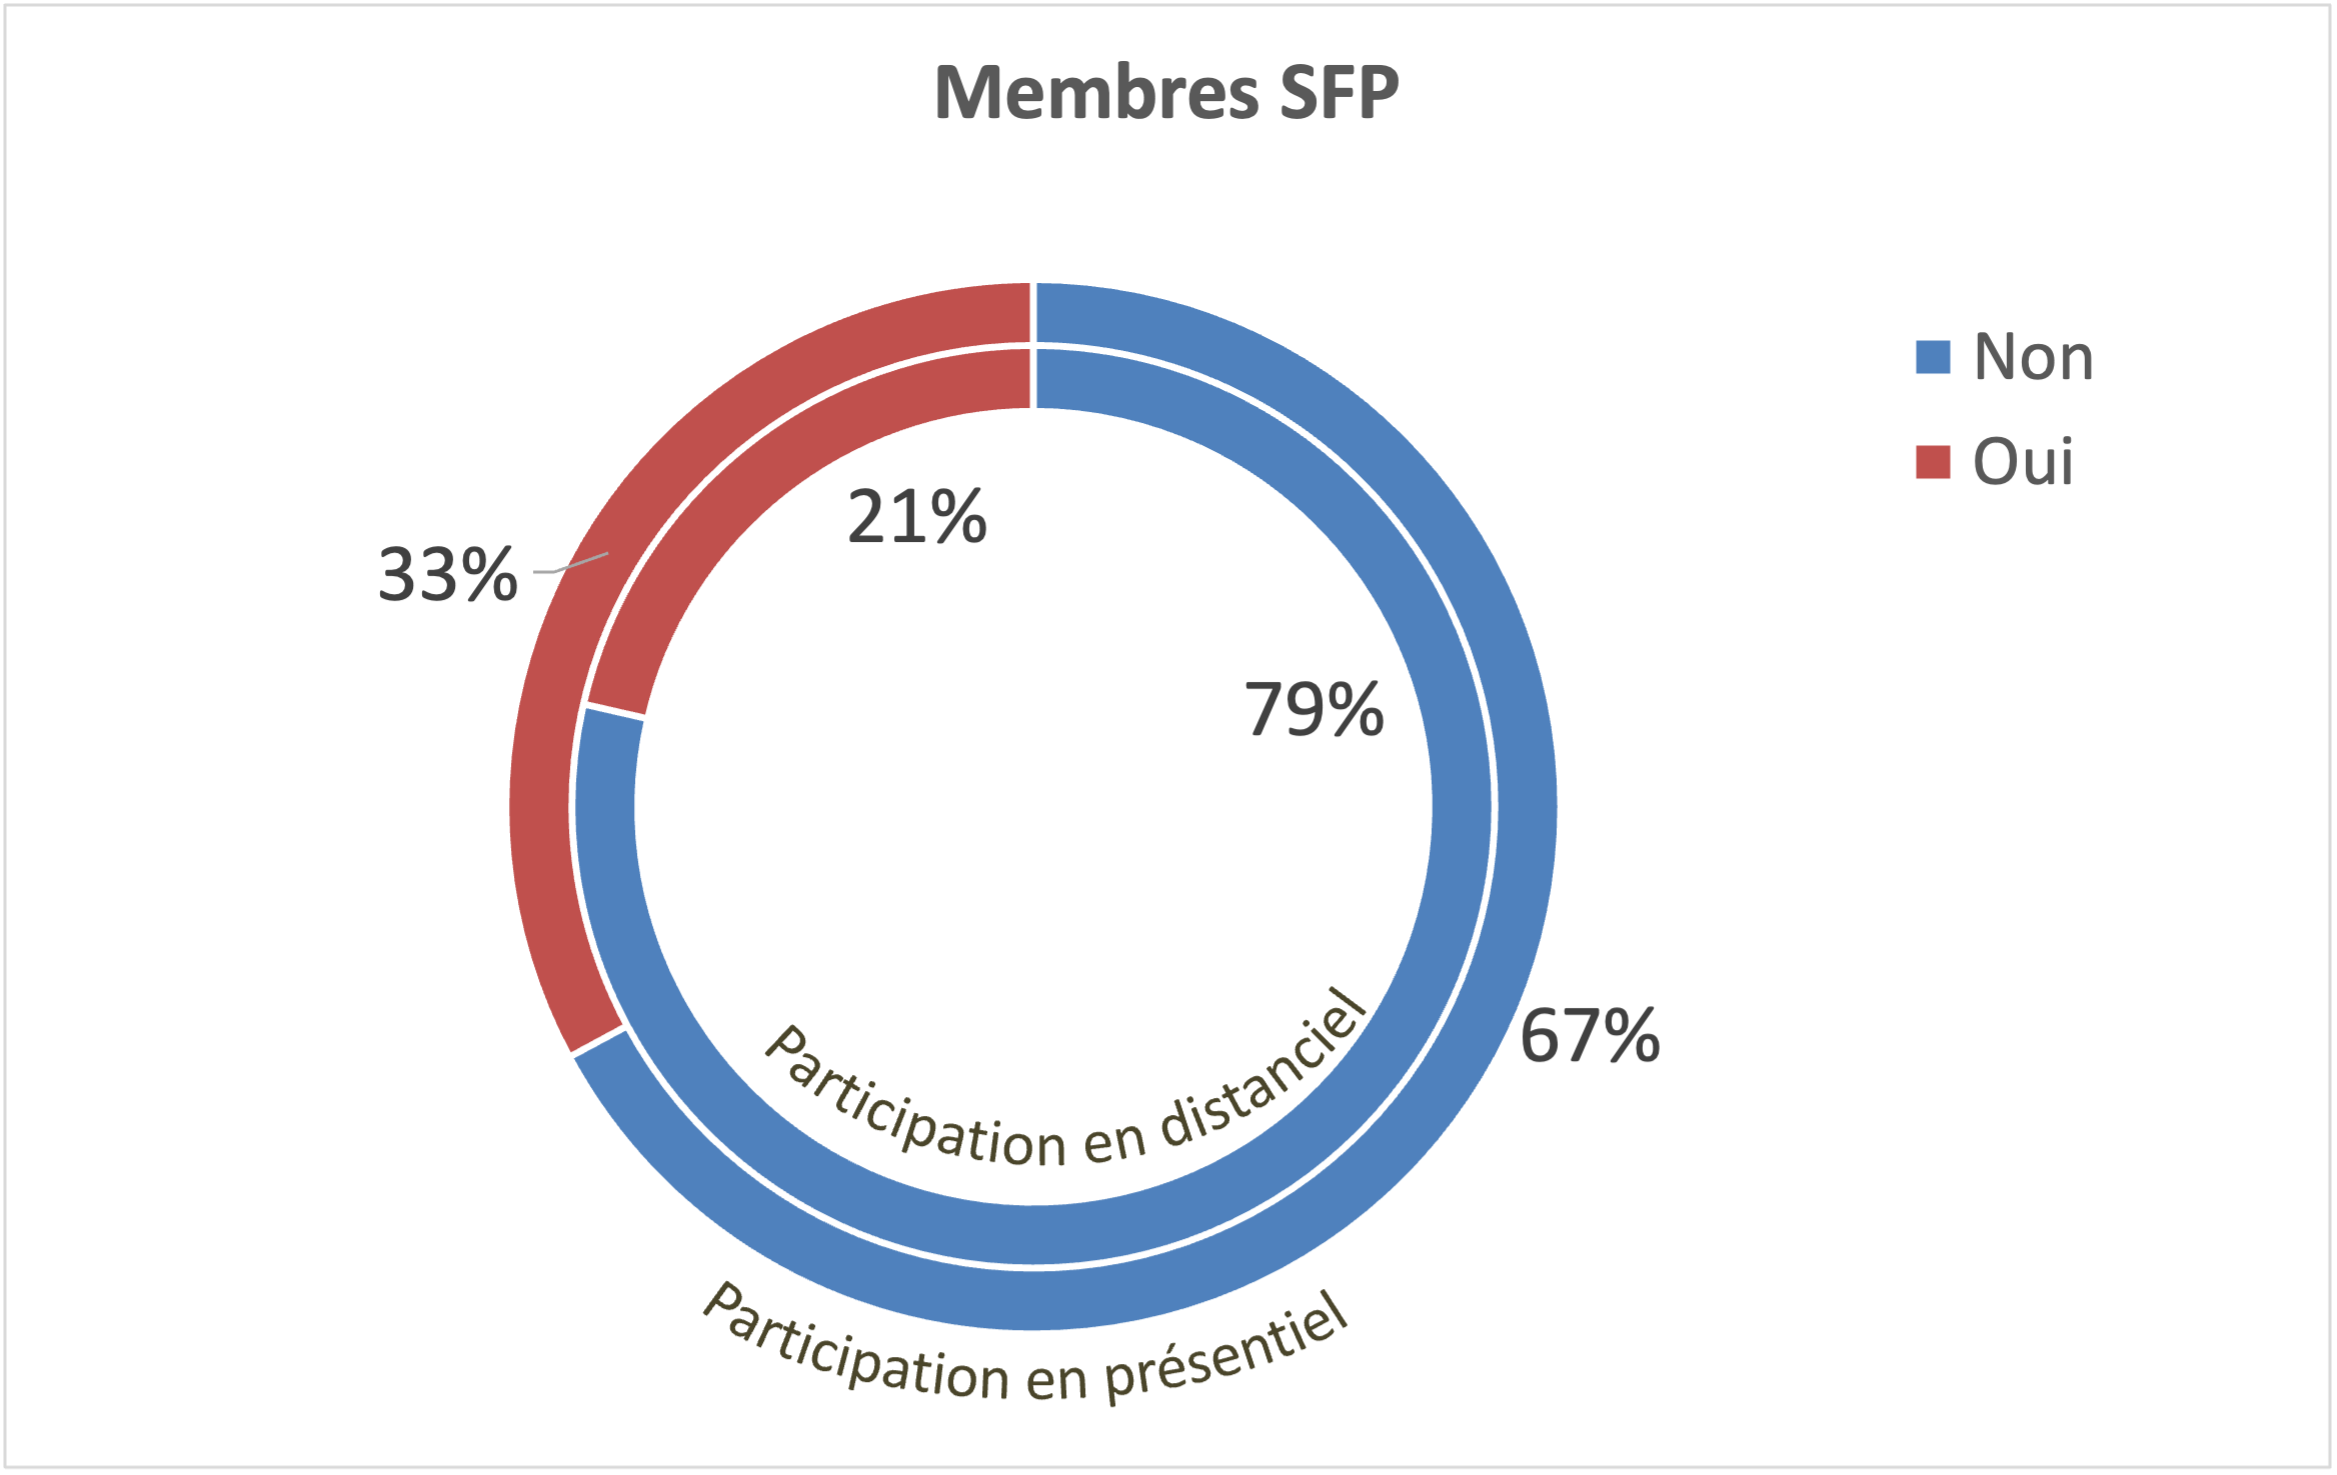 Membres SFP
Non
Oui
21%
33%
79%
67%
Participation en distanciel
Participation en présentiel